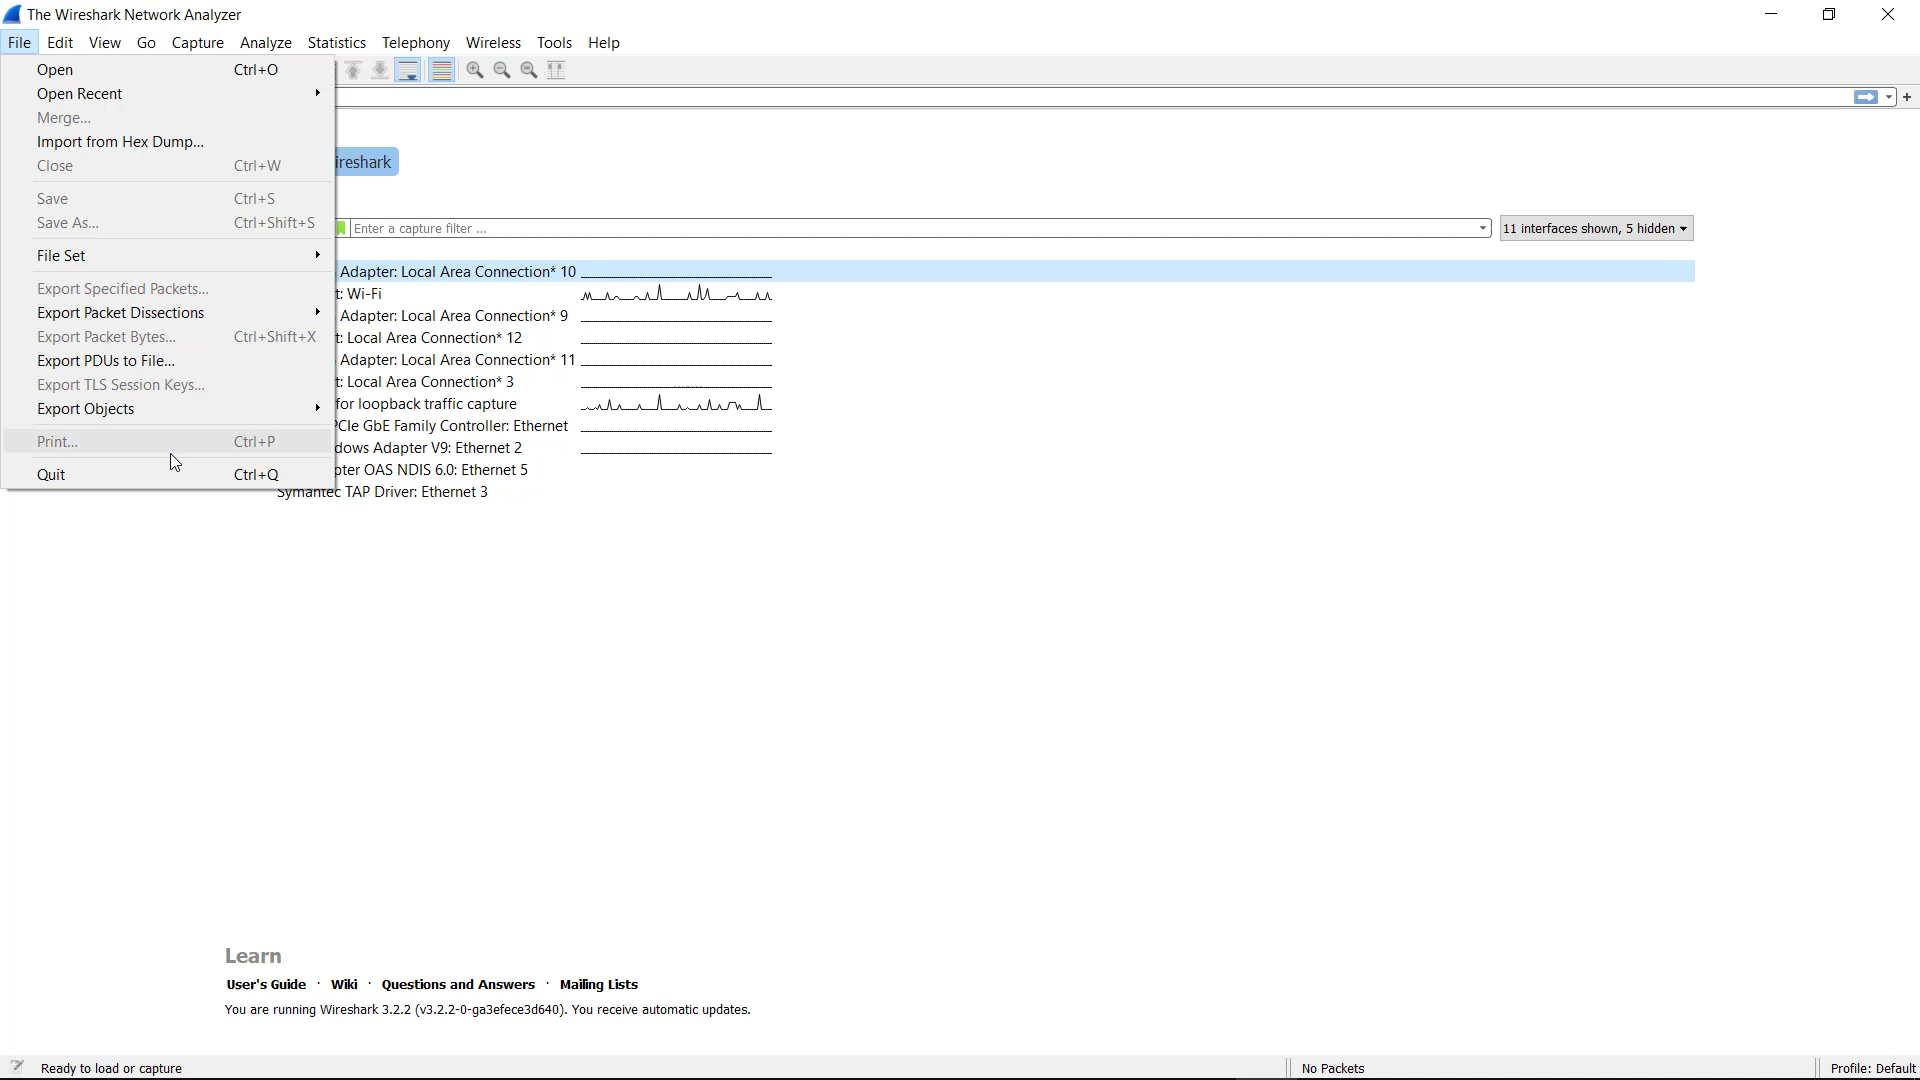 The Wireshark Network Analyzer
File Edit View Go Capture Analyze Statistics Telephony Wireless Tools Help
Open Ctrl+O
Open Recent
Merge...
Import from Hex Dump...
Close Ctrl+W
Save Ctrl+S
Save As... Ctrl+Shift+S
File Set
Export Specified Packets...
Export Packet Dissections
Export Packet Bytes... Ctrl+Shift+X
Export PDUs to File...
Export TLS Session Keys...
Export Objects
Print... Ctrl+P
Quit Ctrl+Q
+
ireshark
Enter a capture filter ...
11 interfaces shown, 5 hidden
Adapter: Local Area Connection* 10
t: Wi-Fi
Adapter: Local Area Connection* 9
t: Local Area Connection* 12
Adapter: Local Area Connection* 11
t: Local Area Connection* 3
for loopback traffic capture
PCIe GbE Family Controller: Ethernet
dows Adapter V9: Ethernet 2
pter OAS NDIS 6.0: Ethernet 5
Symantec TAP Driver: Ethernet 3
Learn
User's Guide · Wiki · Questions and Answers · Mailing Lists
You are running Wireshark 3.2.2 (v3.2.2-0-ga3efece3d640). You receive automatic updates.
Ready to load or capture
No Packets
Profile: Default